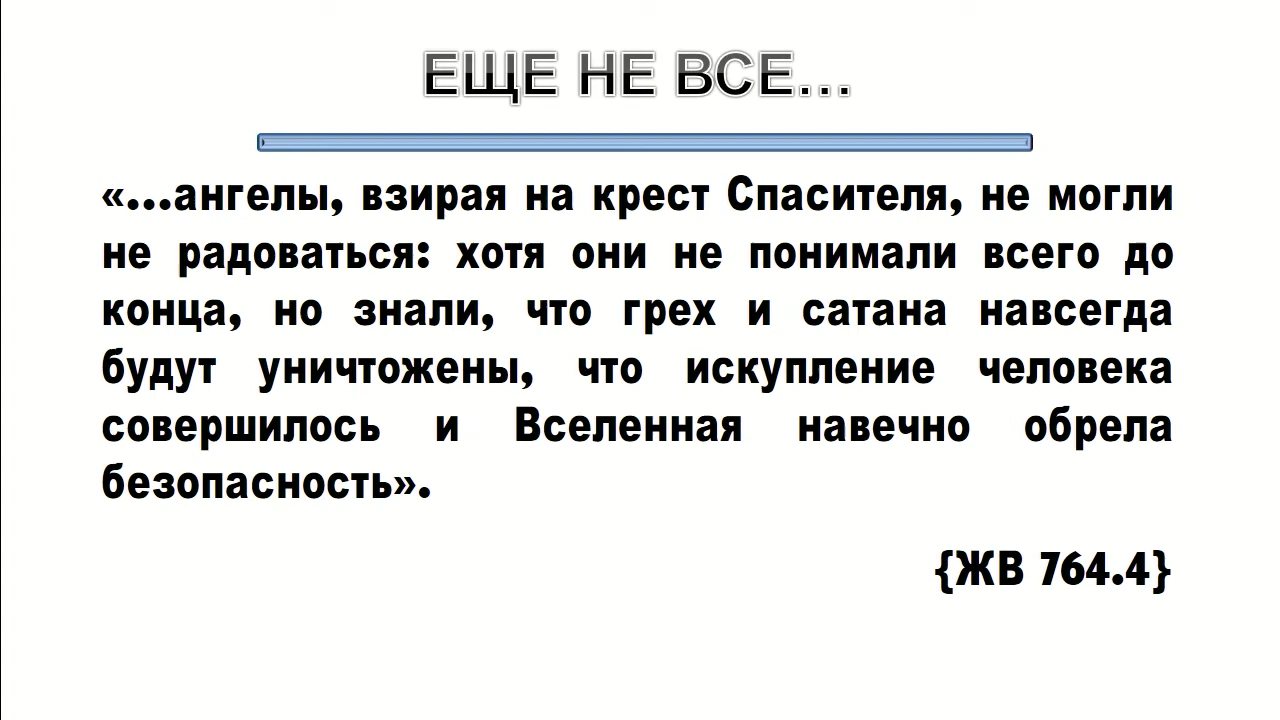 ЕЩЕ НЕ ВСЕ...
«...ангелы, взирая на крест Спасителя, не могли
не радоваться: хотя они не понимали всего до
конца, но знали, что грех и сатана навсегда
будут уничтожены, что искупление человека
совершилось и Вселенная навечно обрела
безопасность».
{ЖВ 764.4}